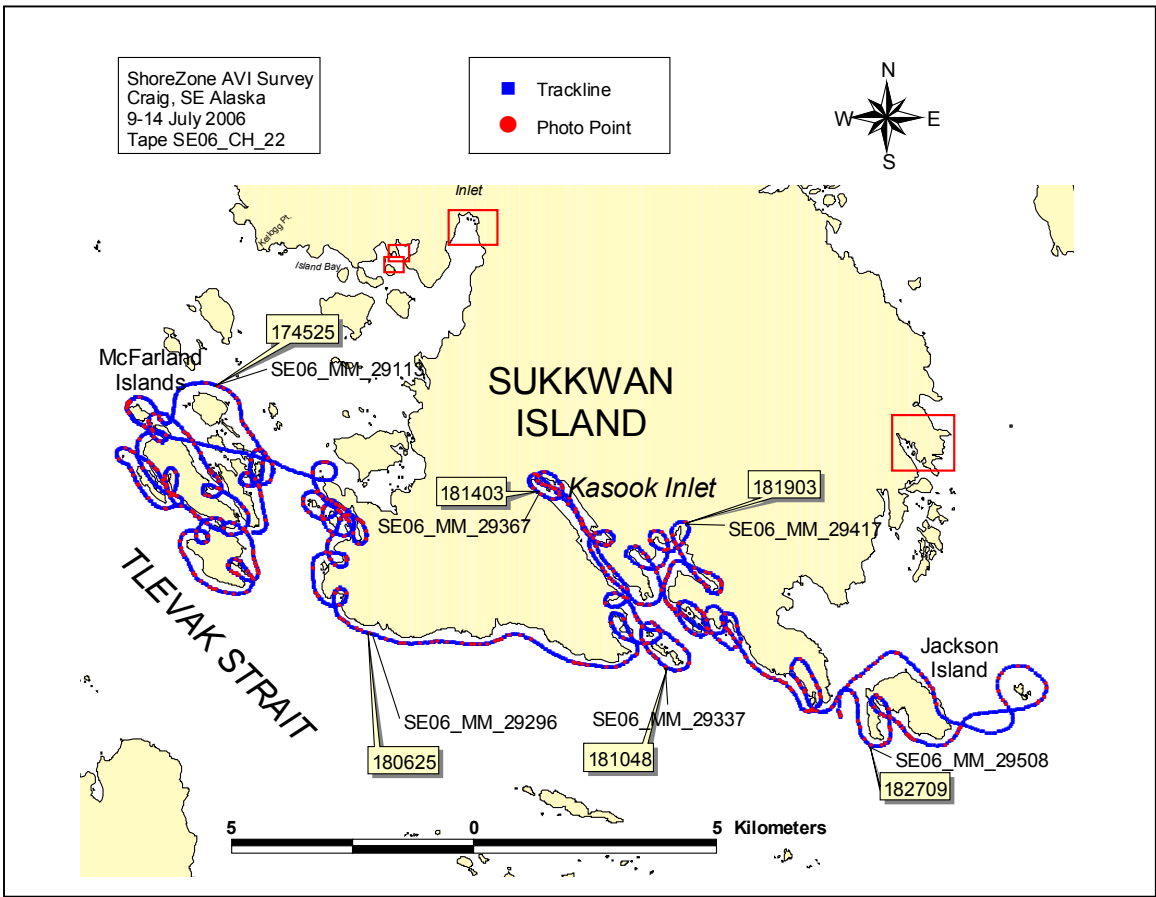 ShoreZone AVI Survey
Craig, SE Alaska
9-14 July 2006
Tape SE06_CH_22
Trackline
Photo Point
N
W
E
S
Inlet
Kellogg Pt.
Island Bay
174525
McFarland
Islands
SE06_MM_29113
SUKKWAN
ISLAND
Kasook Inlet
181403
181903
SE06_MM_29367
SE06_MM_29417
TLEVAK STRAIT
Jackson
Island
SE06_MM_29296
SE06_MM_29337
180625
181048
SE06_MM_29508
182709
5
0
5
Kilometers